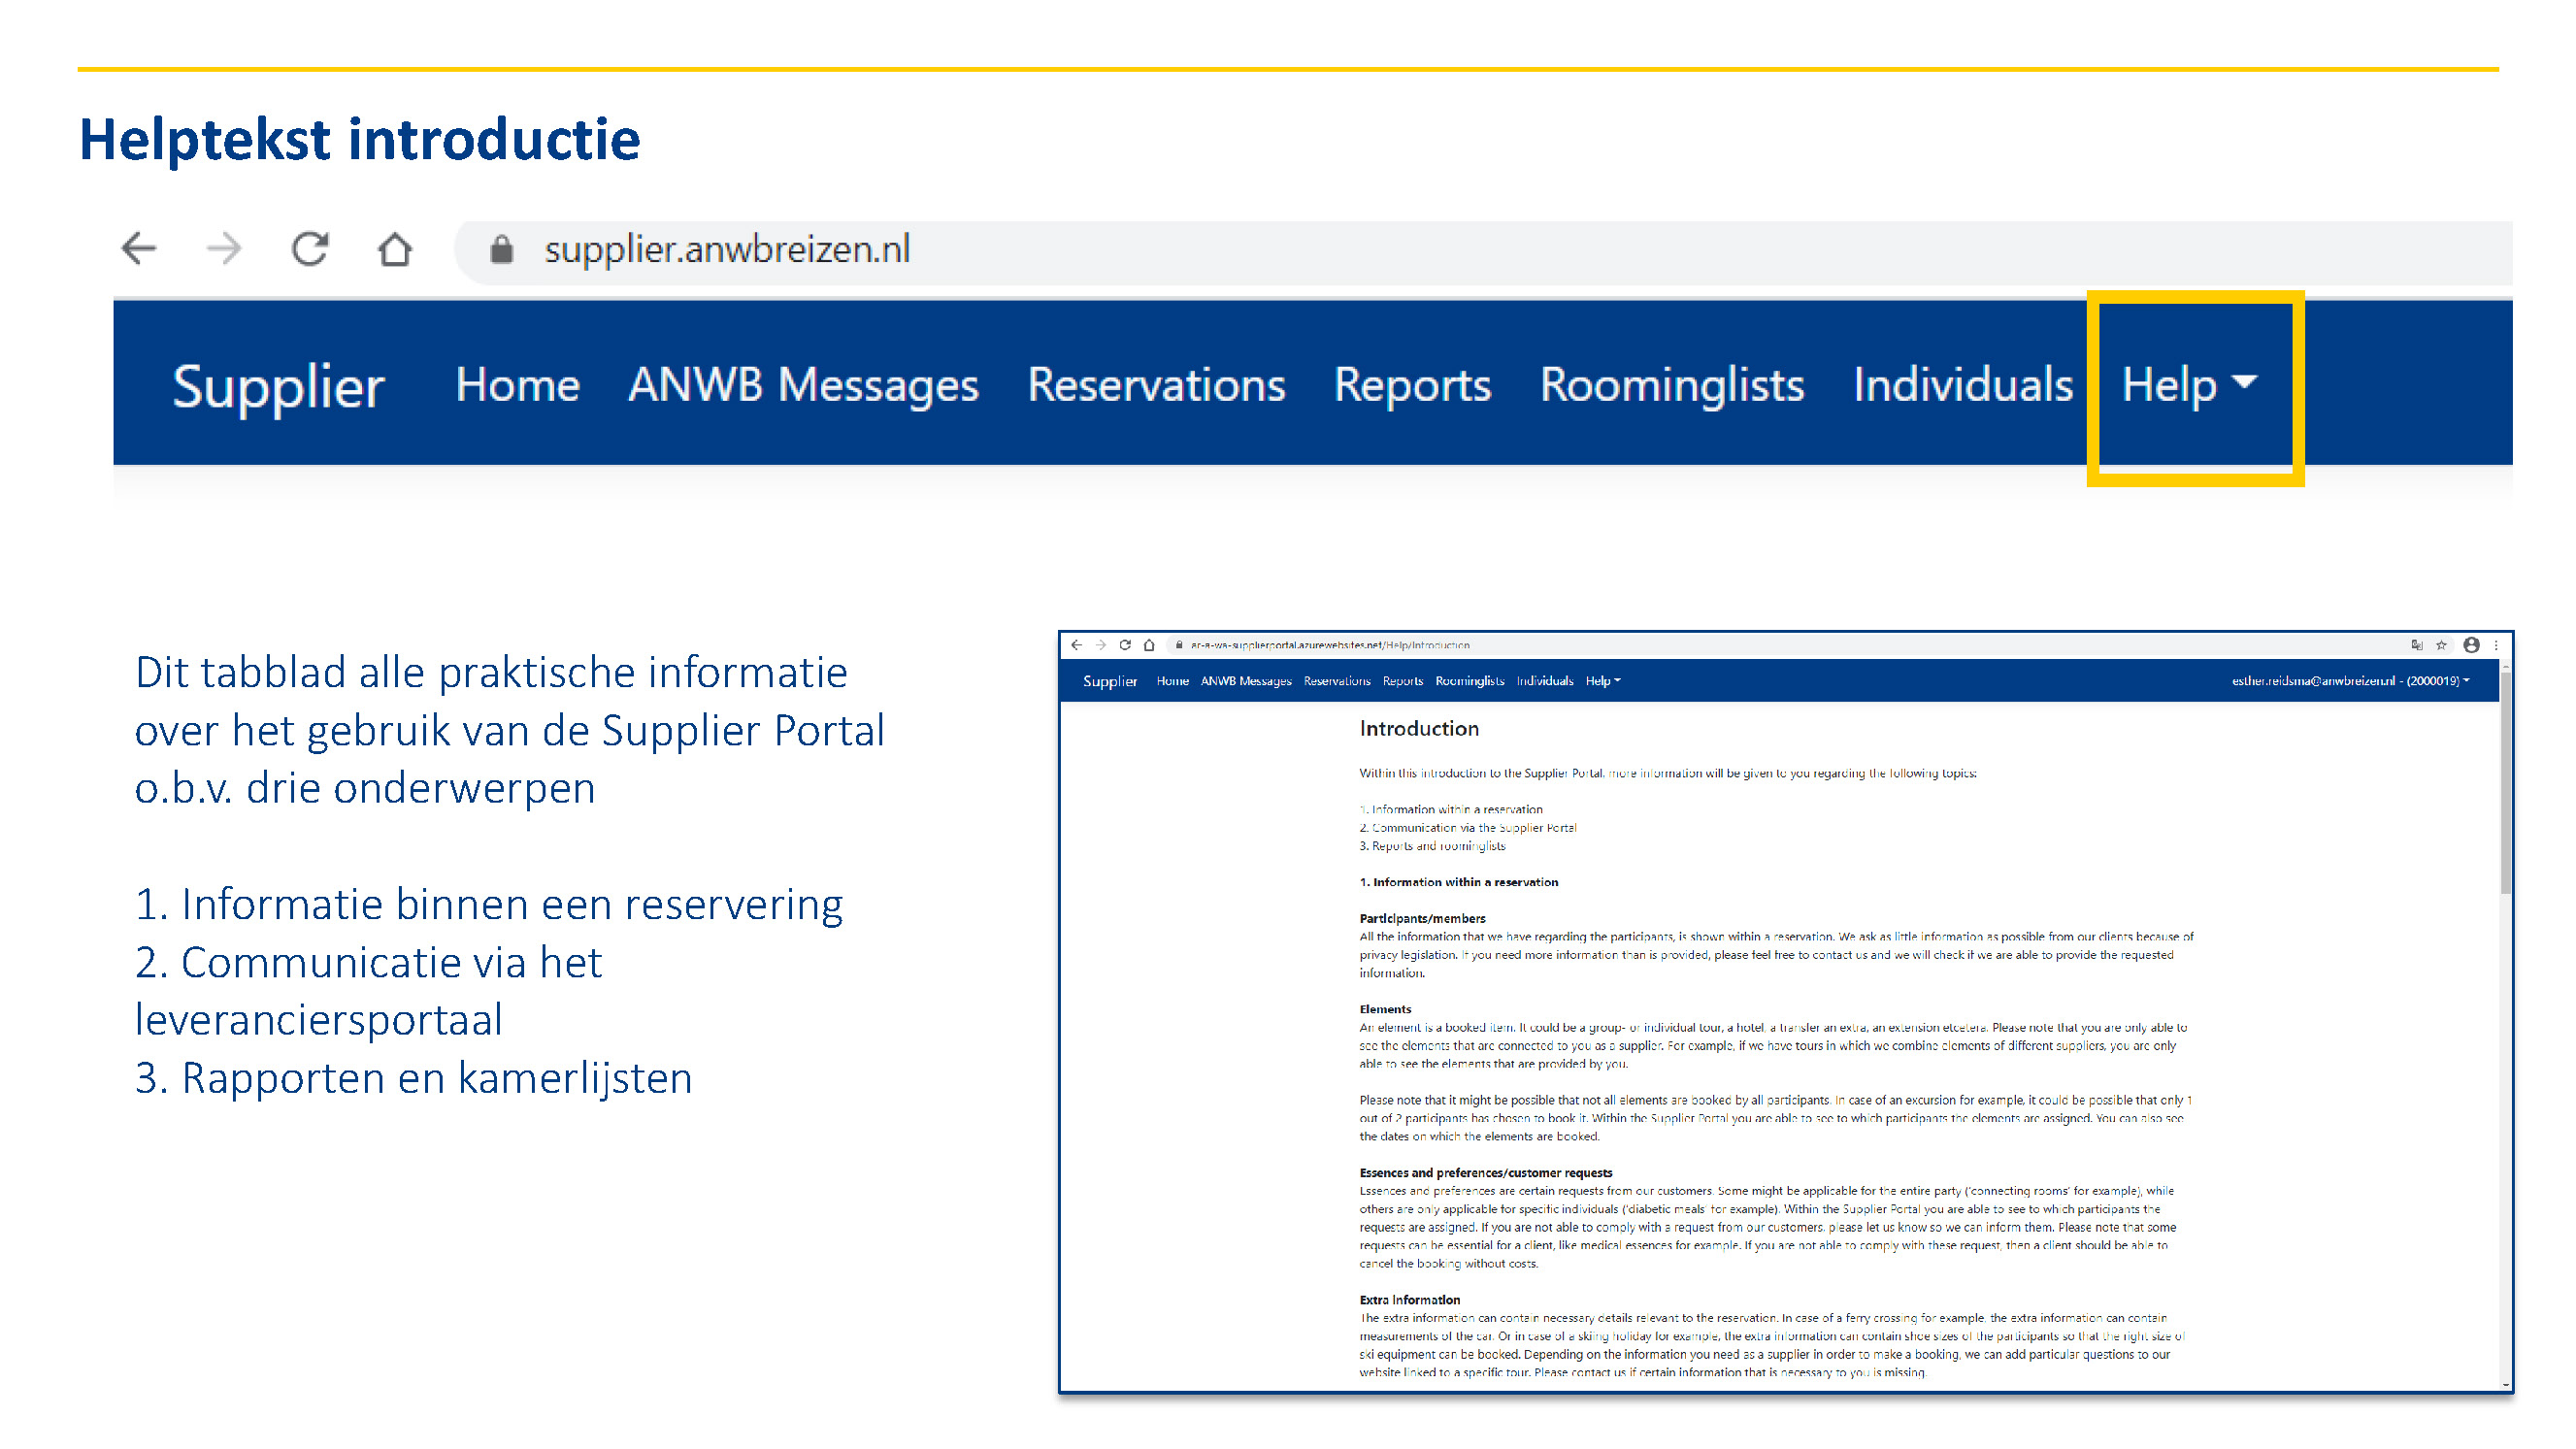 Helptekst introductie
supplier.anwbreizen.nl
Supplier Home ANWB Messages Reservations Reports Roominglists Individuals Help
Dit tabblad alle praktische informatie
over het gebruik van de Supplier Portal
o.b.v. drie onderwerpen
1. Informatie binnen een reservering
2. Communicatie via het
leveranciersportaal
3. Rapporten en kamerlijsten
ar-a-wa-supplierportal.azurewebsites.net/Help/Introduction
Supplier Home ANWB Messages Reservations Reports Roominglists Individuals Help esther.reidsma@anwbreizen.nl - (2000019)
Introduction
Within this introduction to the Supplier Portal, more information will be given to you regarding the following topics:
1. Information within a reservation
2. Communication via the Supplier Portal
3. Reports and roominglists
1. Information within a reservation
Participants/members
All the information that we have regarding the participants, is shown within a reservation. We ask as little information as possible from our clients because of
privacy legislation. If you need more information than is provided, please feel free to contact us and we will check if we are able to provide the requested
information.
Elements
An element is a booked item. It could be a group- or individual tour, a hotel, a transfer an extra, an extension etcetera. Please note that you are only able to
see the elements that are connected to you as a supplier. For example, if we have tours in which we combine elements of different suppliers, you are only
able to see the elements that are provided by you.
Please note that it might be possible that not all elements are booked by all participants. In case of an excursion for example, it could be possible that only 1
out of 2 participants has chosen to book it. Within the Supplier Portal you are able to see to which participants the elements are assigned. You can also see
the dates on which the elements are booked.
Essences and preferences/customer requests
Essences and preferences are certain requests from our customers. Some might be applicable for the entire party ('connecting rooms' for example), while
others are only applicable for specific individuals ('diabetic meals' for example). Within the Supplier Portal you are able to see to which participants the
requests are assigned. If you are not able to comply with a request from our customers, please let us know so we can inform them. Please note that some
requests can be essential for a client, like medical essences for example. If you are not able to comply with these request, then a client should be able to
cancel the booking without costs.
Extra information
The extra information can contain necessary details relevant to the reservation. In case of a ferry crossing for example, the extra information can contain
measurements of the car. Or in case of a skiing holiday for example, the extra information can contain shoe sizes of the participants so that the right size of
ski equipment can be booked. Depending on the information you need as a supplier in order to make a booking, we can add particular questions to our
website linked to a specific tour. Please contact us if certain information that is necessary to you is missing.